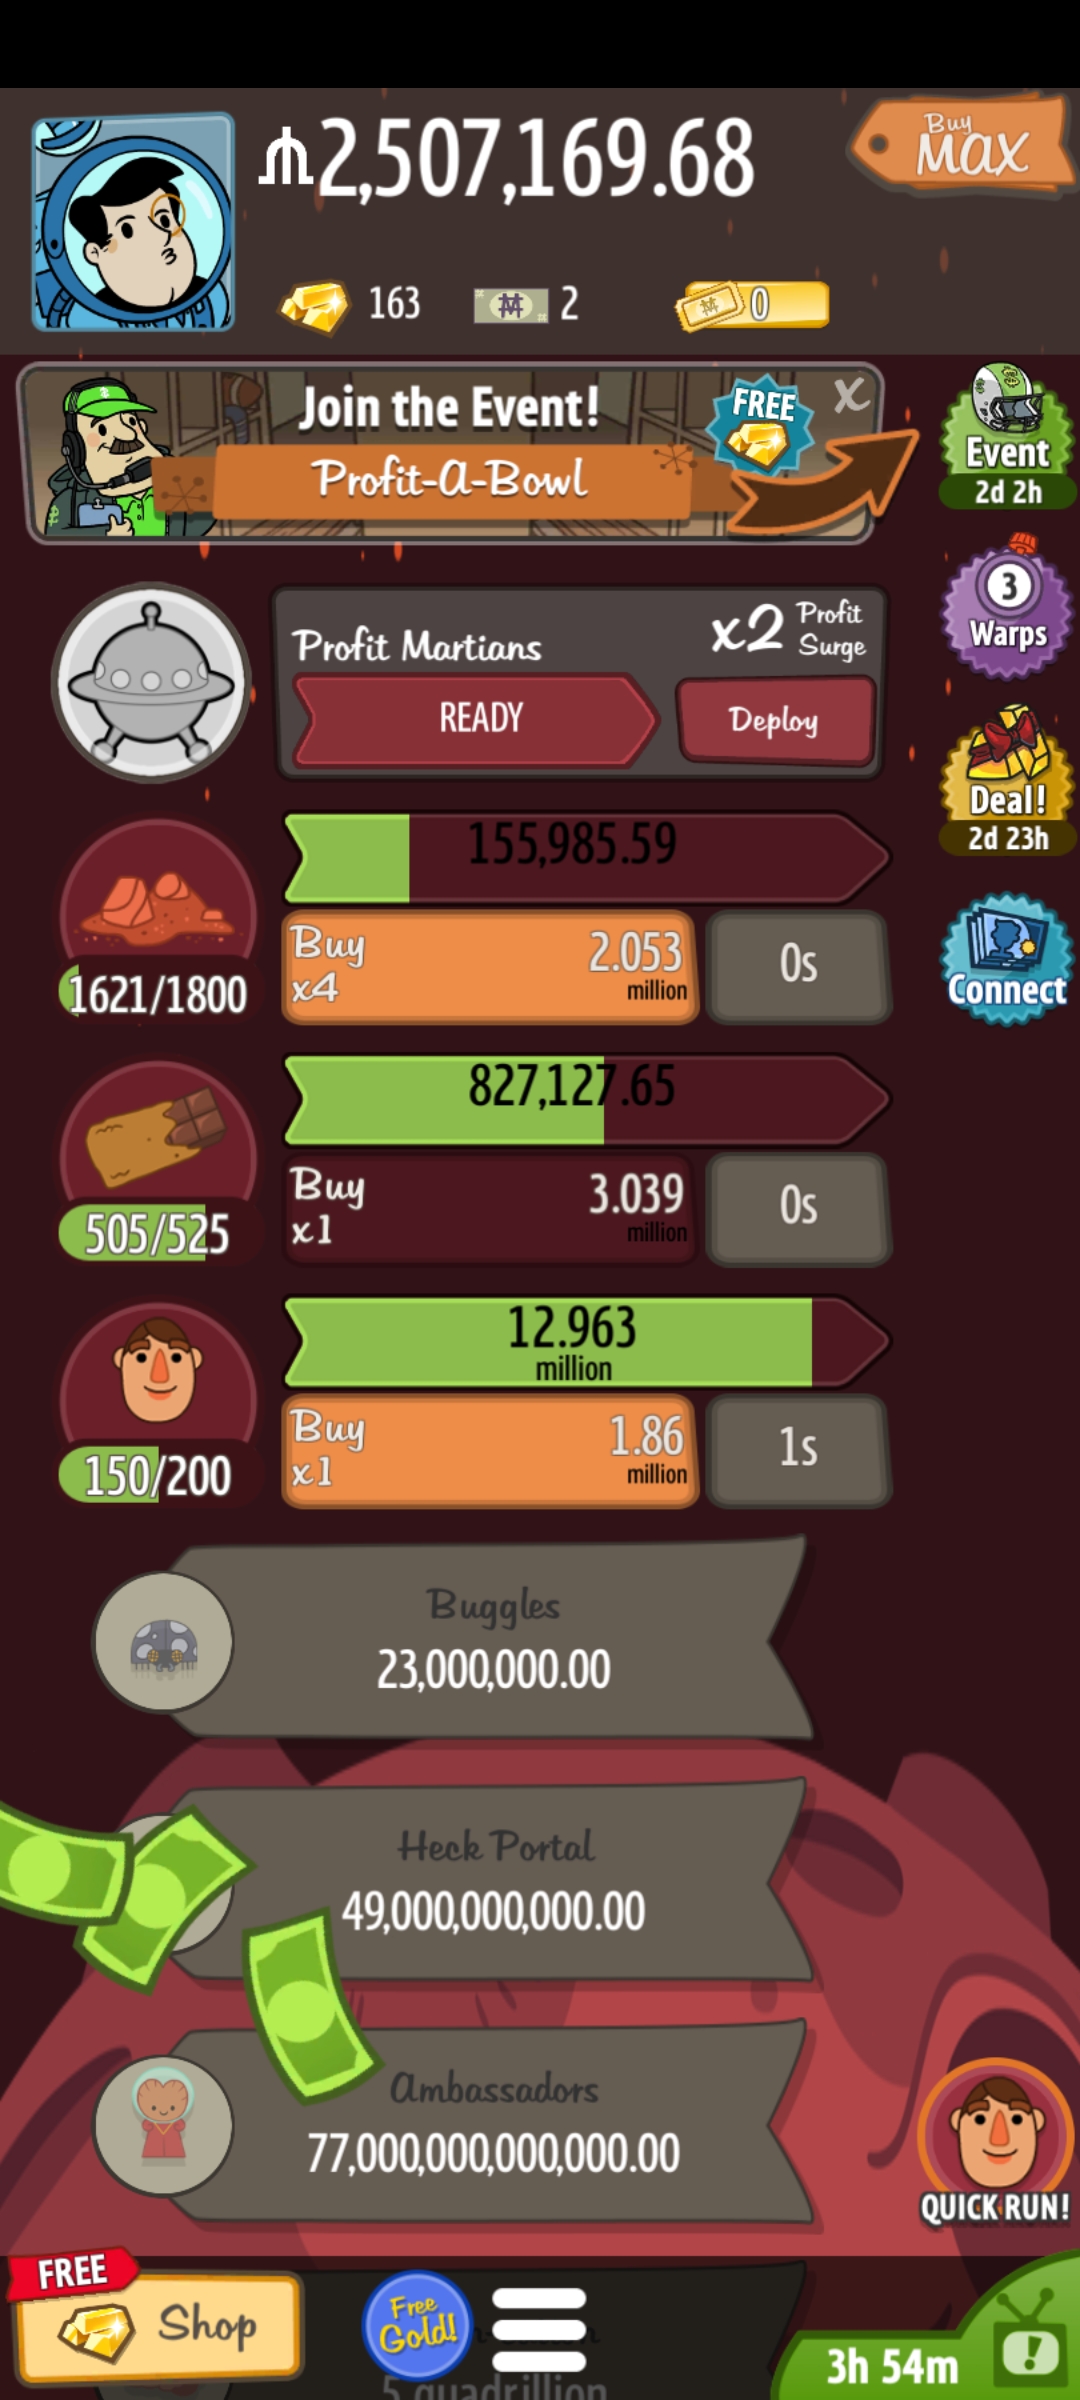 2,507,169.68
Buy
MAX
163
2
0
Join the Event!
Profit-A-Bowl
FREE
X
Event
2d 2h
3
Warps
Profit Martians
x2 Profit
Surge
READY
Deploy
Deal!
2d 23h
155,985.59
Buy
x4
2.053
million
0s
1621/1800
Connect
827,127.65
Buy
x1
3.039
million
0s
505/525
12.963
million
Buy
x1
1.86
million
1s
150/200
Buggles
23,000,000.00
Heck Portal
49,000,000,000.00
Ambassadors
77,000,000,000,000.00
QUICK RUN!
FREE
Shop
Free
Gold!
3h 54m
!
5 quadrillion